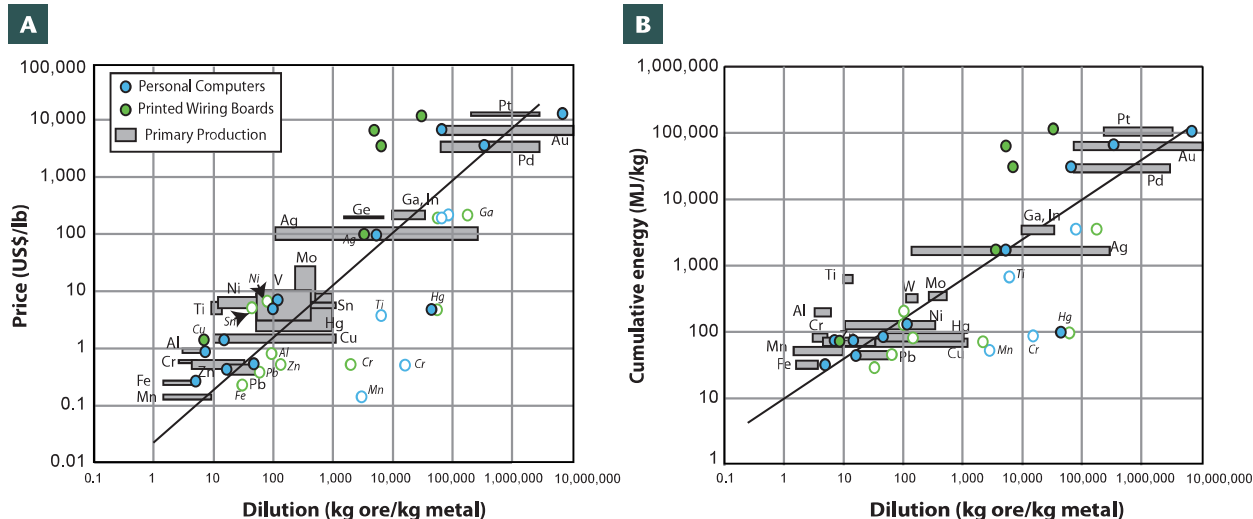 A
Price (US$/lb)
100,000
10,000
1,000
100
10
1
0.1
0.01
Personal Computers
Printed Wiring Boards
Primary Production
Pt
Au
Pd
Ga, In
Ge
Ga
Ag
Ag
Mo
Ni
V
Ni
Ti
Sn
Sn
Ti
Hg
Hg
Cu
Cu
Al
Al
Cr
Zn
Zn
Pb
Pb
Cr
Cr
Fe
Fe
Mn
Mn
0.1
1
10
100
1,000
10,000
100,000
1,000,000
10,000,000
Dilution (kg ore/kg metal)
B
Cumulative energy (MJ/kg)
1,000,000
100,000
10,000
1,000
100
10
1
Pt
Au
Pd
Ga, In
Ag
Ti
Ti
W
Mo
Al
Ni
Hg
Cr
Hg
Cr
Cu
Mn
Mn
Pb
Fe
0.1
1
10
100
1,000
10,000
100,000
1,000,000
10,000,000
Dilution (kg ore/kg metal)